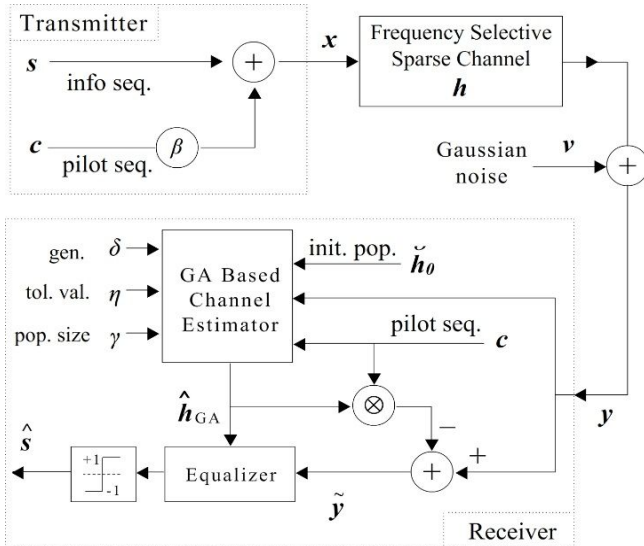 Transmitter
s
info seq.
+
x
Frequency Selective
Sparse Channel
h
c
pilot seq.
β
Gaussian
noise
v
+
gen. δ
tol. val. η
pop. size γ
GA Based
Channel
Estimator
init. pop.
h̆₀
pilot seq.
c
ĥ_GA
⊗
−
+
+
y
ŝ
+1
-1
Equalizer
ỹ
Receiver